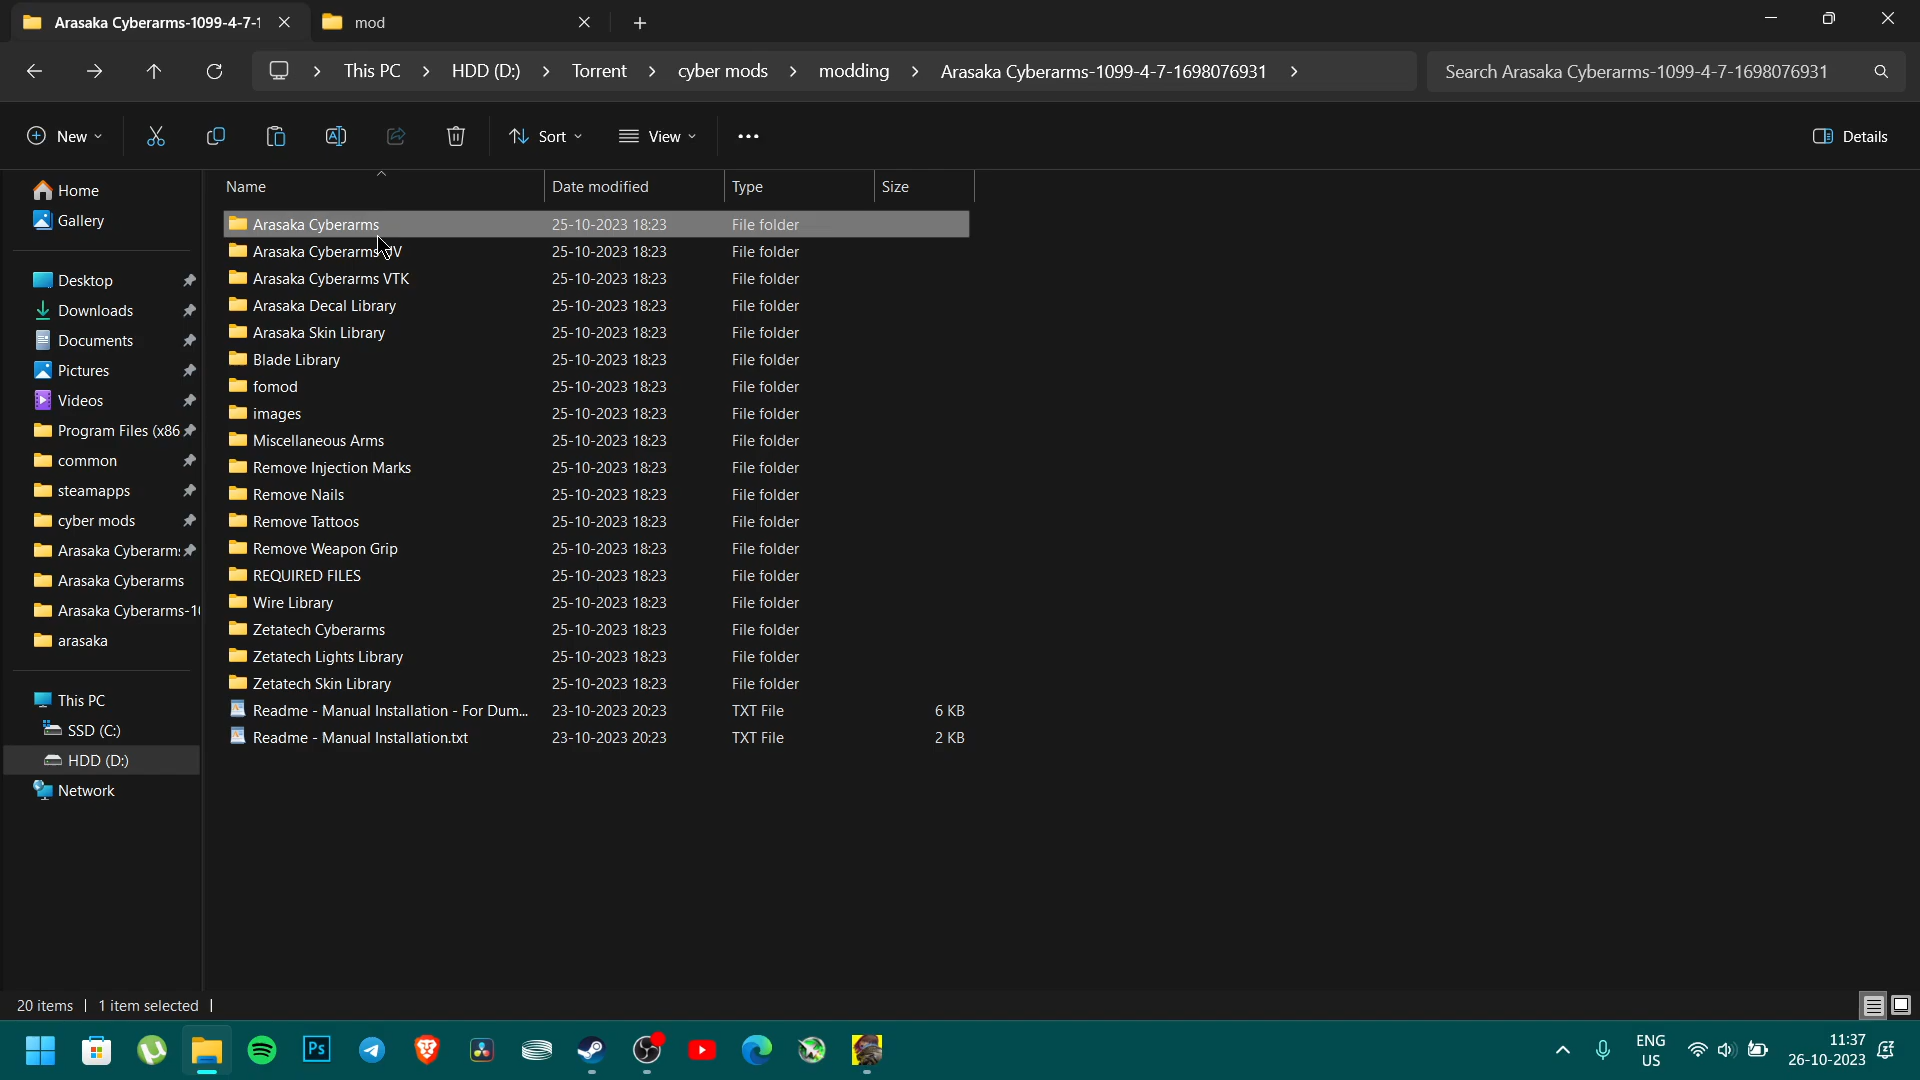 Arasaka Cyberarms-1099-4-7-1
mod
This PC > HDD (D:) > Torrent > cyber mods > modding > Arasaka Cyberarms-1099-4-7-1698076931 >
Search Arasaka Cyberarms-1099-4-7-1698076931
New
Sort
View
Details
Name Date modified Type Size
Home
Gallery
Desktop
Downloads
Documents
Pictures
Videos
Program Files (x86
common
steamapps
cyber mods
Arasaka Cyberarm
Arasaka Cyberarms
Arasaka Cyberarms-1
arasaka
This PC
SSD (C:)
HDD (D:)
Network
Arasaka Cyberarms 25-10-2023 18:23 File folder
Arasaka Cyberarms JV 25-10-2023 18:23 File folder
Arasaka Cyberarms VTK 25-10-2023 18:23 File folder
Arasaka Decal Library 25-10-2023 18:23 File folder
Arasaka Skin Library 25-10-2023 18:23 File folder
Blade Library 25-10-2023 18:23 File folder
fomod 25-10-2023 18:23 File folder
images 25-10-2023 18:23 File folder
Miscellaneous Arms 25-10-2023 18:23 File folder
Remove Injection Marks 25-10-2023 18:23 File folder
Remove Nails 25-10-2023 18:23 File folder
Remove Tattoos 25-10-2023 18:23 File folder
Remove Weapon Grip 25-10-2023 18:23 File folder
REQUIRED FILES 25-10-2023 18:23 File folder
Wire Library 25-10-2023 18:23 File folder
Zetatech Cyberarms 25-10-2023 18:23 File folder
Zetatech Lights Library 25-10-2023 18:23 File folder
Zetatech Skin Library 25-10-2023 18:23 File folder
Readme - Manual Installation - For Dum... 23-10-2023 20:23 TXT File 6 KB
Readme - Manual Installation.txt 23-10-2023 20:23 TXT File 2 KB
20 items | 1 item selected |
Ps
ENG
US
11:37
26-10-2023